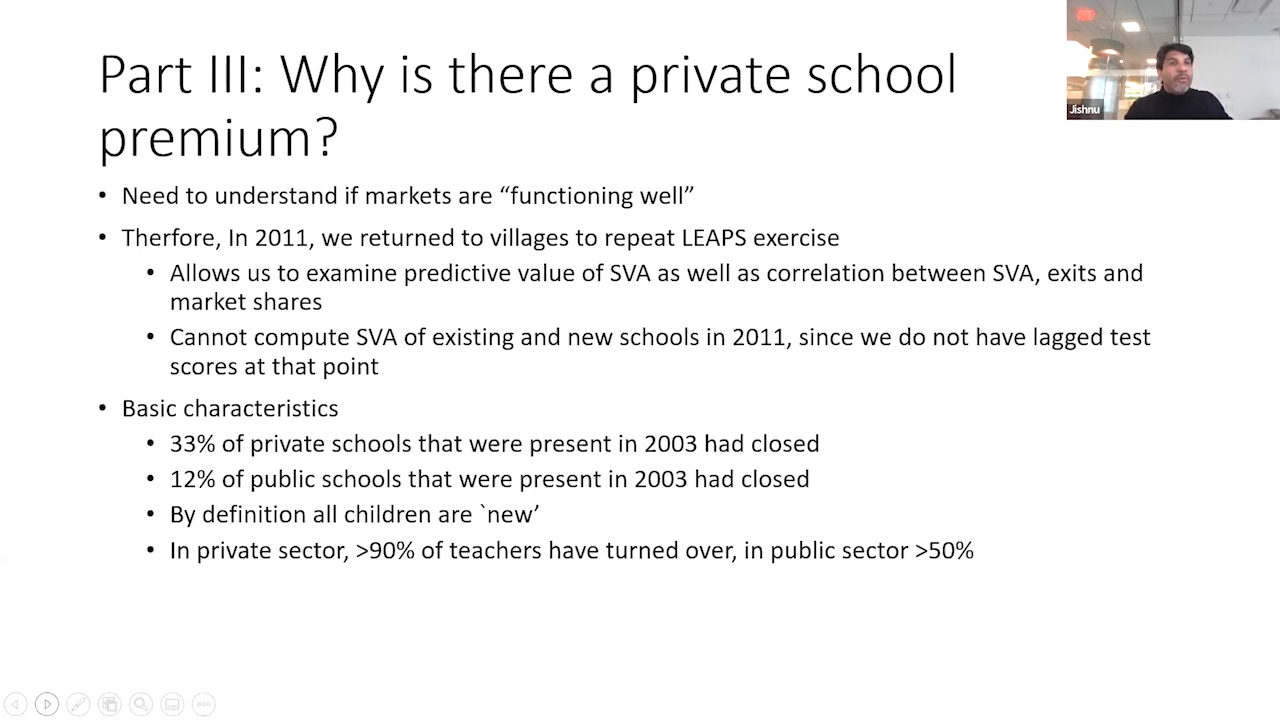 Part III: Why is there a private school
premium?
Jishnu
• Need to understand if markets are “functioning well”
• Therfore, In 2011, we returned to villages to repeat LEAPS exercise
• Allows us to examine predictive value of SVA as well as correlation between SVA, exits and
market shares
• Cannot compute SVA of existing and new schools in 2011, since we do not have lagged test
scores at that point
• Basic characteristics
• 33% of private schools that were present in 2003 had closed
• 12% of public schools that were present in 2003 had closed
• By definition all children are `new’
• In private sector, >90% of teachers have turned over, in public sector >50%